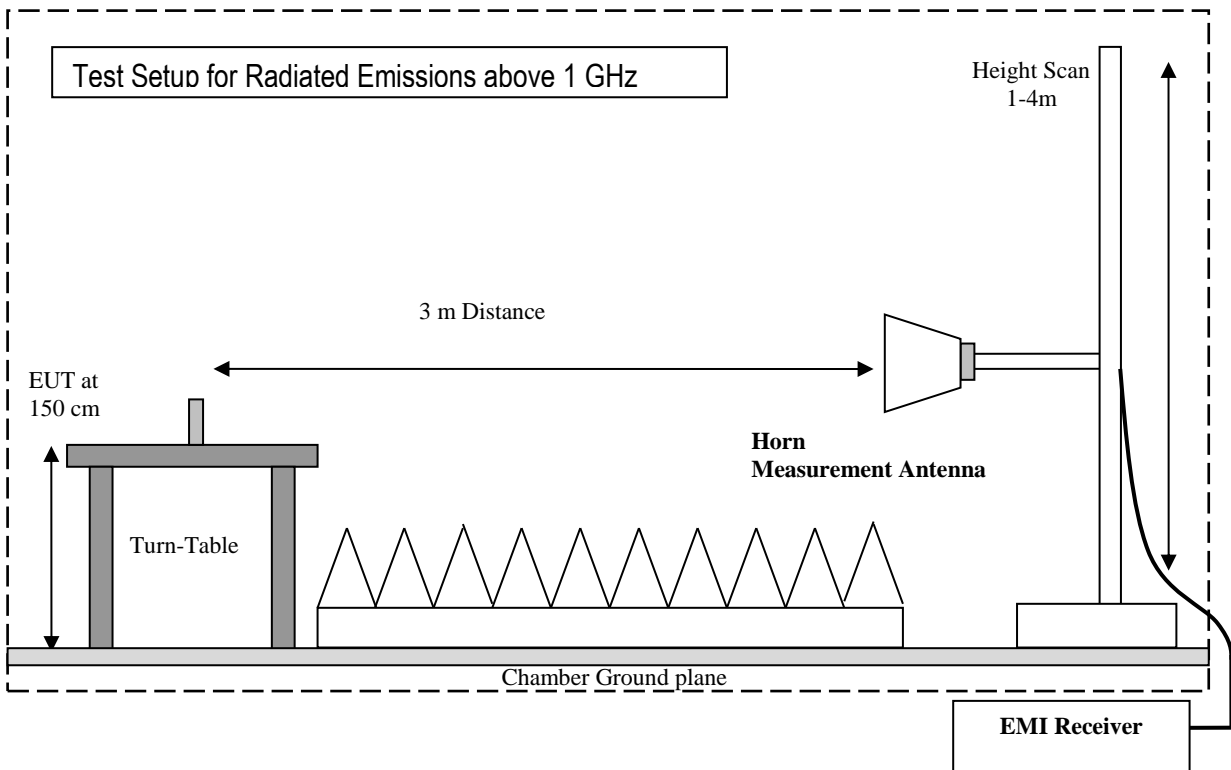 Test Setup for Radiated Emissions above 1 GHz
Height Scan
1-4m
3 m Distance
EUT at
150 cm
Horn
Measurement Antenna
Turn-Table
Chamber Ground plane
EMI Receiver